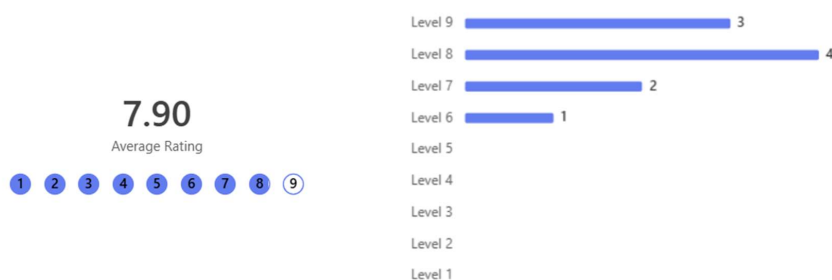 7.90
Average Rating
1 2 3 4 5 6 7 8 9
Level 9 3
Level 8 4
Level 7 2
Level 6 1
Level 5
Level 4
Level 3
Level 2
Level 1